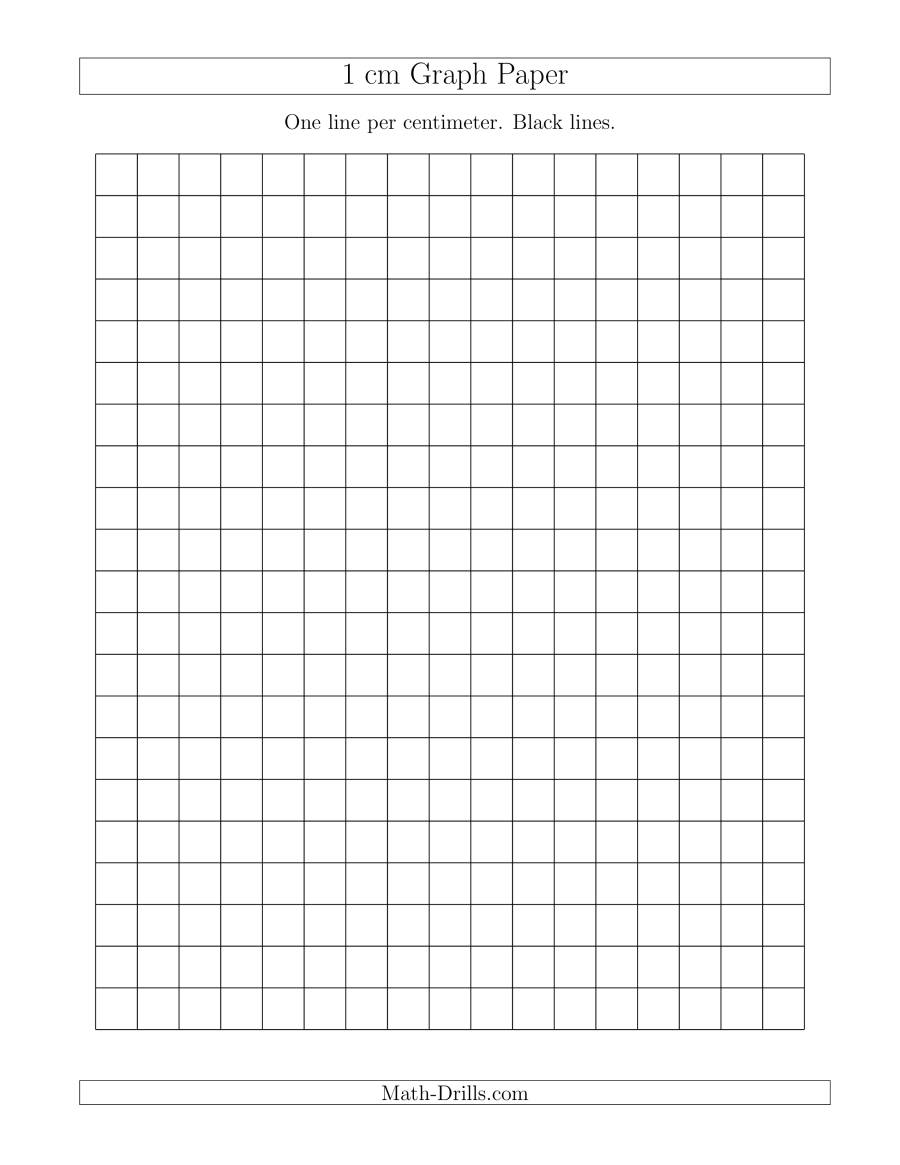 1 cm Graph Paper
One line per centimeter. Black lines.
Math-Drills.com